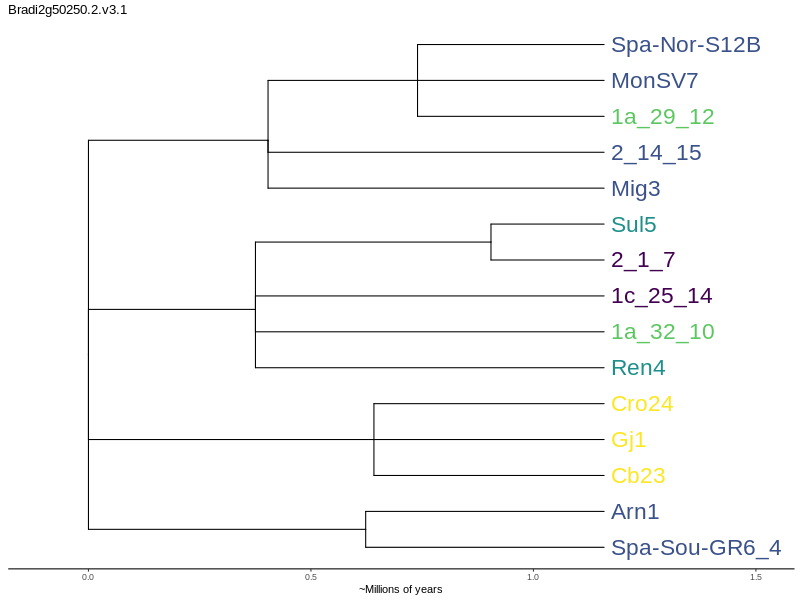 Bradi2g50250.2.v3.1
Spa-Nor-S12B
MonSV7
1a_29_12
2_14_15
Mig3
Sul5
2_1_7
1c_25_14
1a_32_10
Ren4
Cro24
Gj1
Cb23
Arn1
Spa-Sou-GR6_4
0.0 0.5 1.0 1.5
~Millions of years